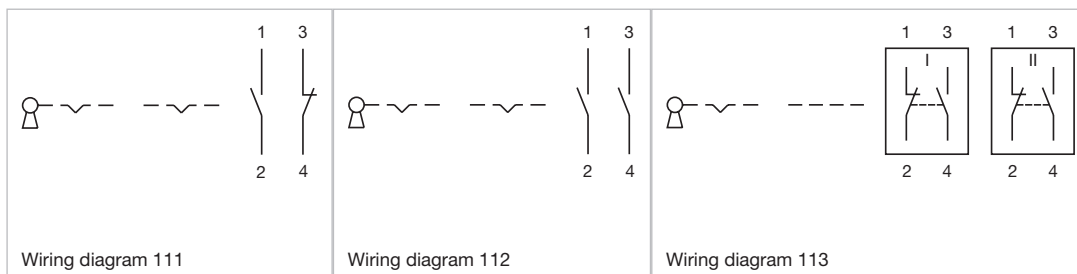 1 3
2 4
Wiring diagram 111
1 3
2 4
Wiring diagram 112
1 3 1 3
I II
2 4 2 4
Wiring diagram 113